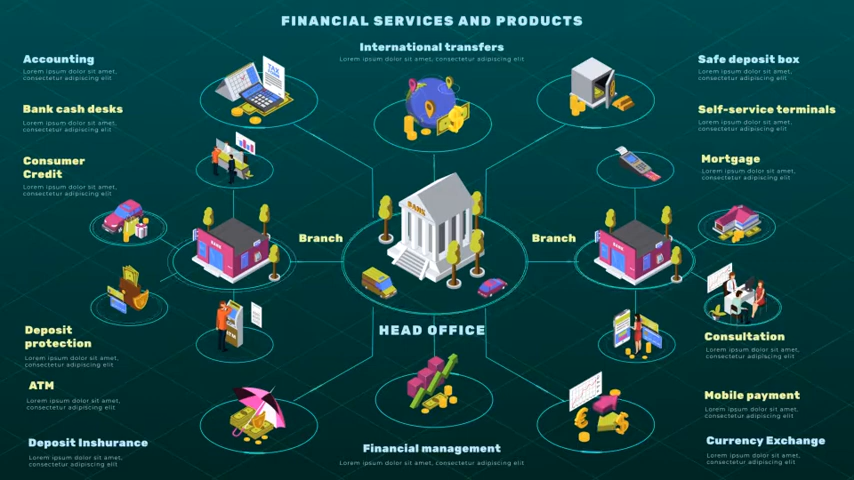 FINANCIAL SERVICES AND PRODUCTS
Accounting
Lorem ipsum dolor sit amet,
consectetur adipiscing elit
Bank cash desks
Lorem ipsum dolor sit amet,
consectetur adipiscing elit
Consumer
Credit
Lorem ipsum dolor sit amet,
consectetur adipiscing elit
International transfers
Lorem ipsum dolor sit amet, consectetur adipiscing elit
Safe deposit box
Lorem ipsum dolor sit amet,
consectetur adipiscing elit
Self-service terminals
Lorem ipsum dolor sit amet,
consectetur adipiscing elit
Mortgage
Lorem ipsum dolor sit amet,
consectetur adipiscing elit
TAX
BANK
Branch
Branch
BANK
BANK
HEAD OFFICE
ATM
Deposit
protection
Lorem ipsum dolor sit amet,
consectetur adipiscing elit
ATM
Lorem ipsum dolor sit amet,
consectetur adipiscing elit
Deposit Inshurance
Lorem ipsum dolor sit amet,
consectetur adipiscing elit
Financial management
Lorem ipsum dolor sit amet, consectetur adipiscing elit
Consultation
Lorem ipsum dolor sit amet,
consectetur adipiscing elit
Mobile payment
Lorem ipsum dolor sit amet,
consectetur adipiscing elit
Currency Exchange
Lorem ipsum dolor sit amet,
consectetur adipiscing elit